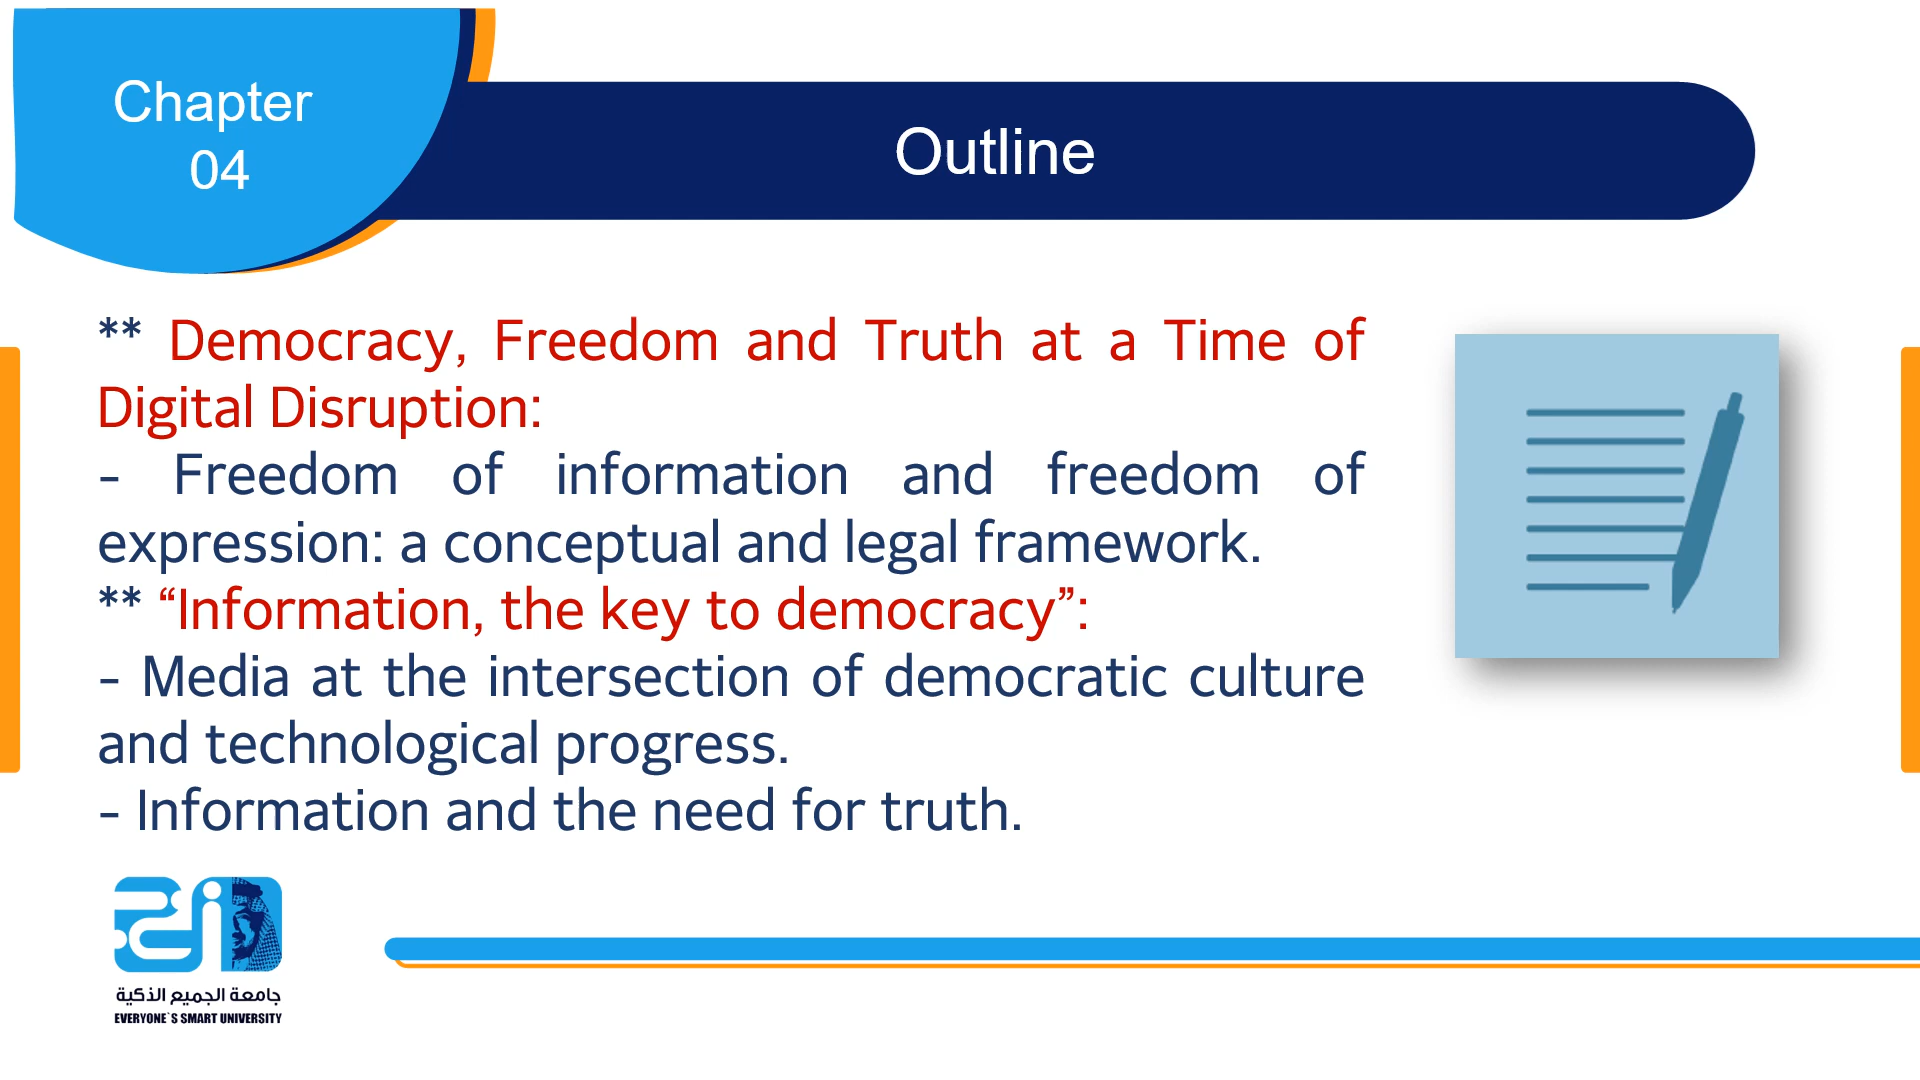 Chapter
04
Outline
** Democracy, Freedom and Truth at a Time of
Digital Disruption:
- Freedom of information and freedom of
expression: a conceptual and legal framework.
** “Information, the key to democracy”:
- Media at the intersection of democratic culture
and technological progress.
- Information and the need for truth.
جامعة الجميع الذكية
EVERYONE`S SMART UNIVERSITY